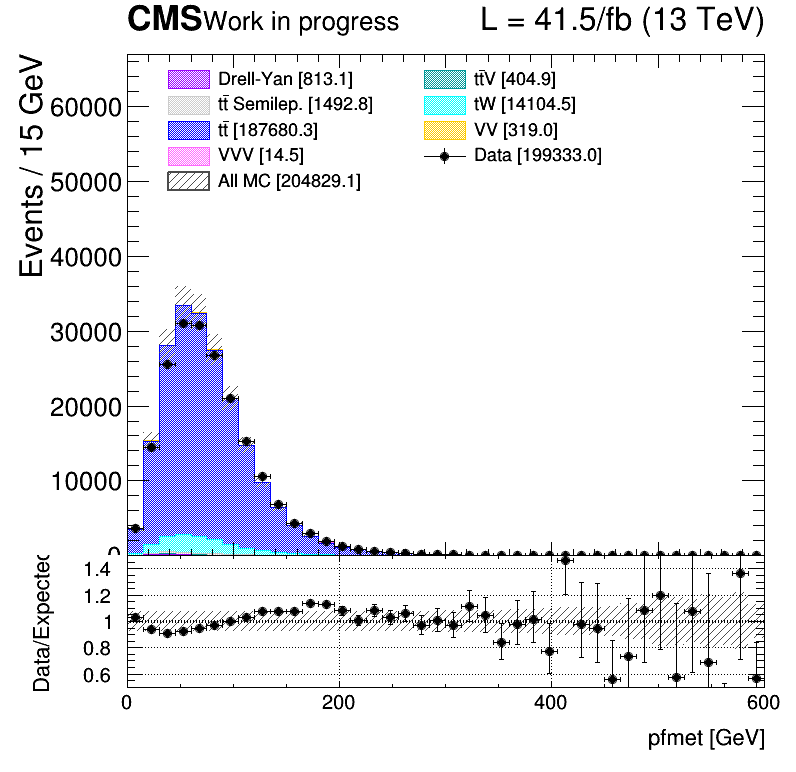 CMS Work in progress L = 41.5/fb (13 TeV)
Events / 15 GeV
Drell-Yan [813.1] tt̄V [404.9]
tt̄ Semilep. [1492.8] tW [14104.5]
tt̄ [187680.3] VV [319.0]
VVV [14.5] Data [199333.0]
All MC [204829.1]
60000
50000
40000
30000
20000
10000
0
Data/Expected
1.4
1.2
1
0.8
0.6
0 200 400 600
pfmet [GeV]